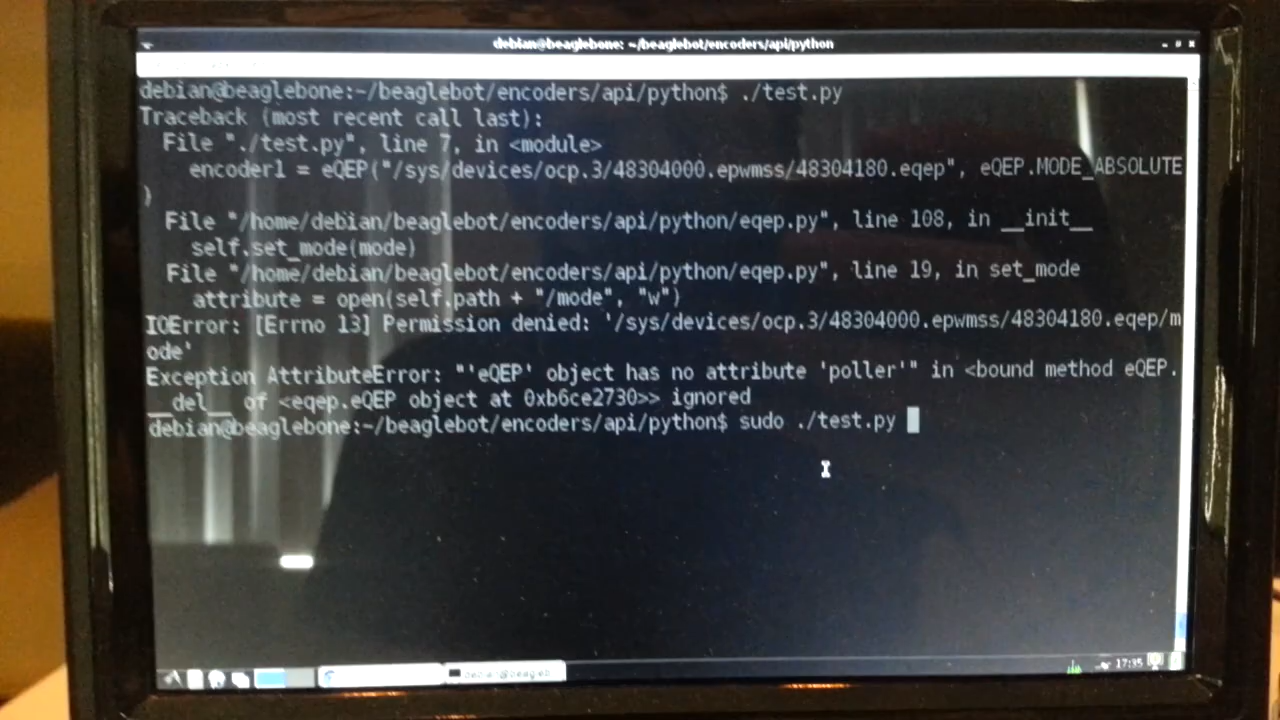 debian@beaglebone: ~/beaglebot/encoders/api/python
debian@beaglebone:~/beaglebot/encoders/api/python$ ./test.py
Traceback (most recent call last):
File "./test.py", line 7, in <module>
encoder1 = eQEP("/sys/devices/ocp.3/48304000.epwmss/48304180.eqep", eQEP.MODE_ABSOLUTE
)
File "/home/debian/beaglebot/encoders/api/python/eqep.py", line 108, in __init__
self.set_mode(mode)
File "/home/debian/beaglebot/encoders/api/python/eqep.py", line 19, in set_mode
attribute = open(self.path + "/mode", "w")
IOError: [Errno 13] Permission denied: '/sys/devices/ocp.3/48304000.epwmss/48304180.eqep/m
ode'
Exception AttributeError: "'eQEP' object has no attribute 'poller'" in <bound method eQEP.
__del__ of <eqep.eQEP object at 0xb6ce2730>> ignored
debian@beaglebone:~/beaglebot/encoders/api/python$ sudo ./test.py
debian@beagleb
17:35